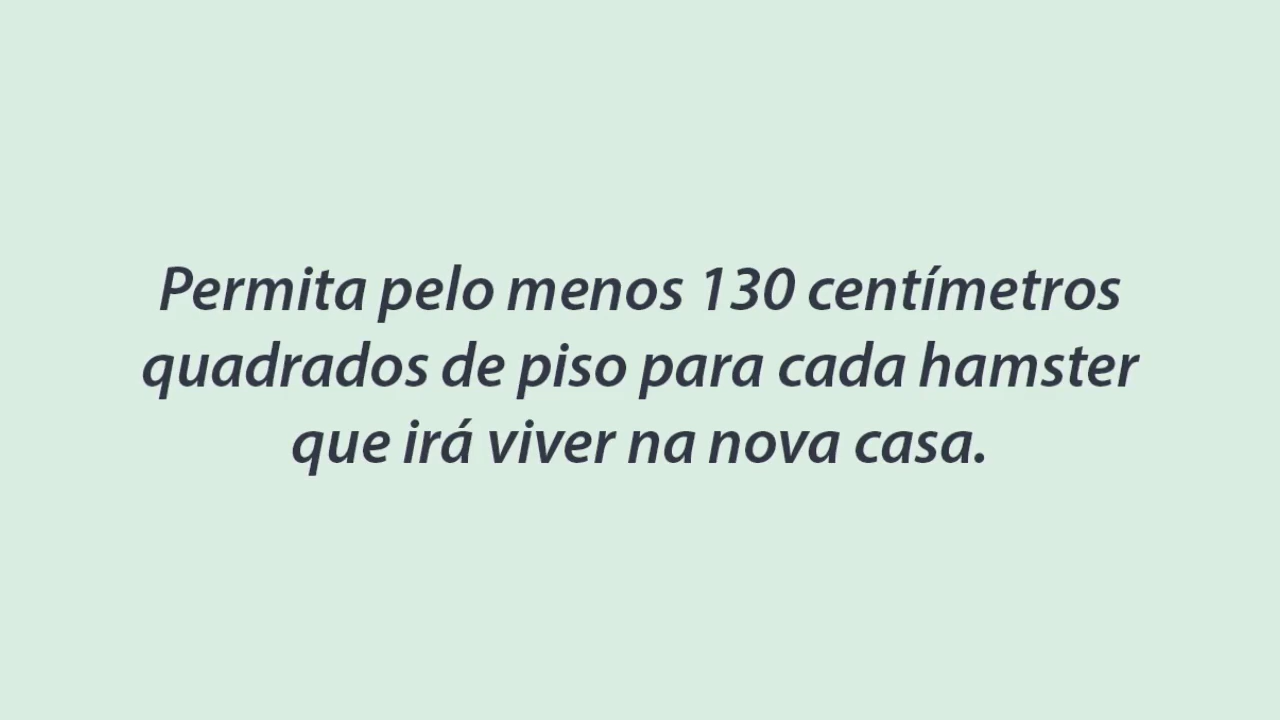 Permita pelo menos 130 centímetros
quadrados de piso para cada hamster
que irá viver na nova casa.